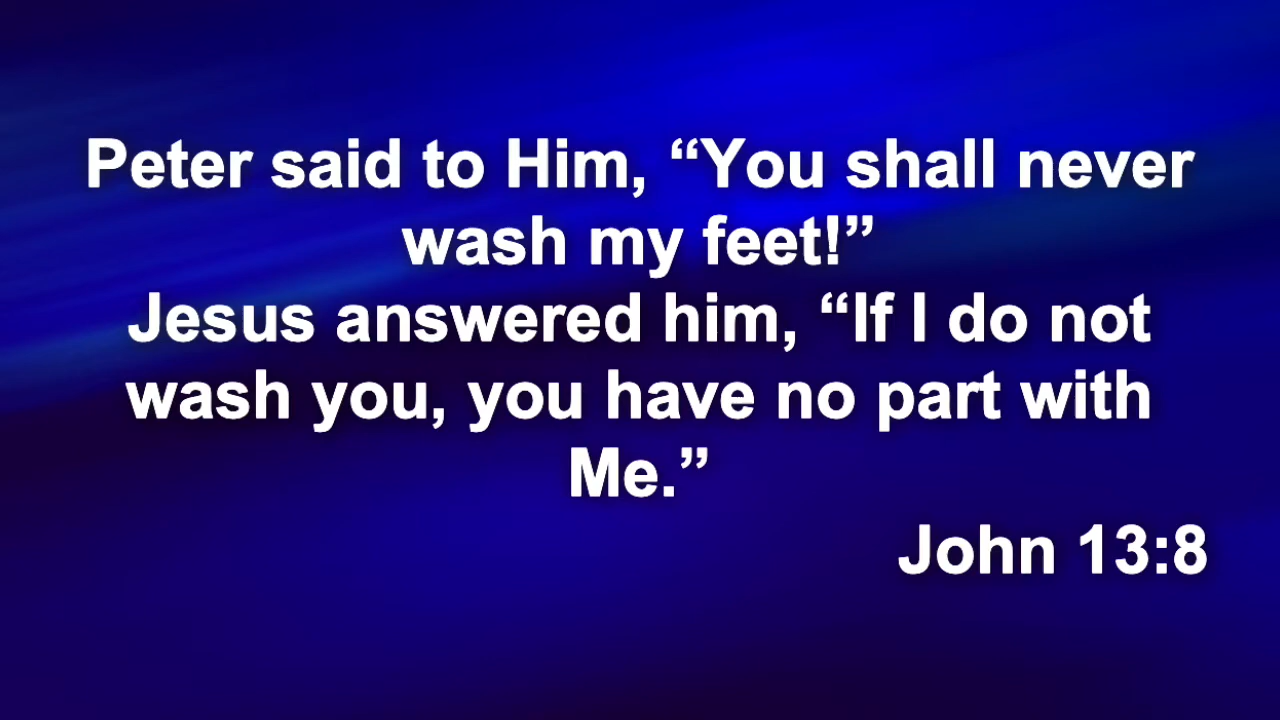 Peter said to Him, “You shall never
wash my feet!”
Jesus answered him, “If I do not
wash you, you have no part with
Me.”
John 13:8